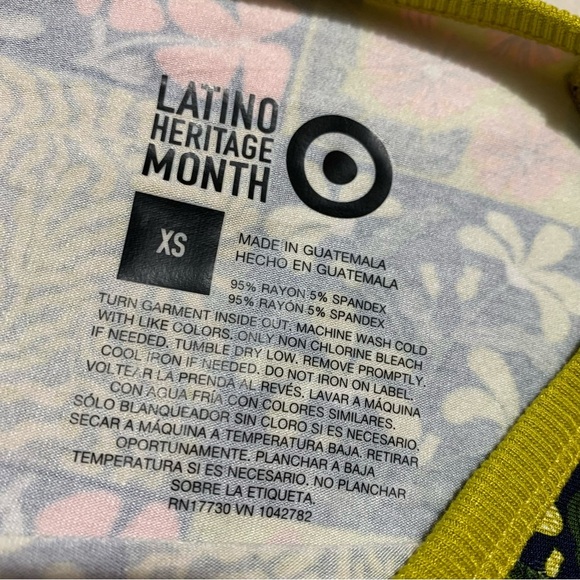 LATINO
HERITAGE
MONTH
XS
MADE IN GUATEMALA
HECHO EN GUATEMALA
95% RAYON 5% SPANDEX
95% RAYÓN 5% SPANDEX
TURN GARMENT INSIDE OUT. MACHINE WASH COLD
WITH LIKE COLORS. ONLY NON CHLORINE BLEACH
IF NEEDED. TUMBLE DRY LOW. REMOVE PROMPTLY.
COOL IRON IF NEEDED. DO NOT IRON ON LABEL.
VOLTEAR LA PRENDA AL REVÉS. LAVAR A MÁQUINA
CON AGUA FRÍA CON COLORES SIMILARES.
SÓLO BLANQUEADOR SIN CLORO SI ES NECESARIO.
SECAR A MÁQUINA A TEMPERATURA BAJA. RETIRAR
OPORTUNAMENTE. PLANCHAR A BAJA
TEMPERATURA SI ES NECESARIO. NO PLANCHAR
SOBRE LA ETIQUETA.
RN17730 VN 1042782